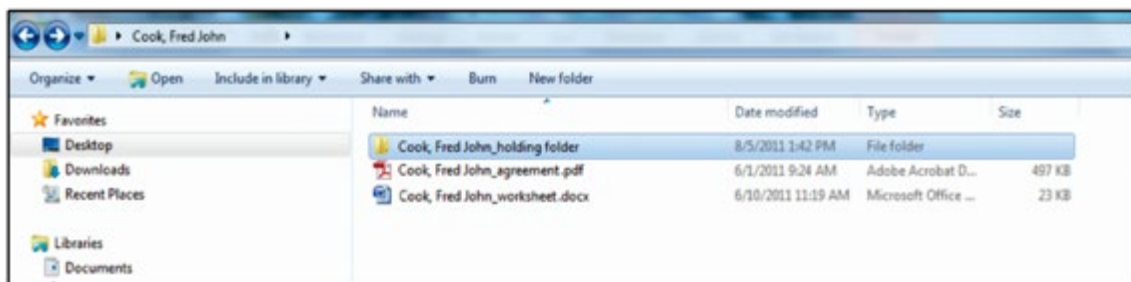 Cook, Fred John
Organize Open Include in library Share with Burn New folder
Favorites
Desktop
Downloads
Recent Places
Libraries
Documents
Name Date modified Type Size
Cook, Fred John_holding folder 8/5/2011 1:42 PM File folder
Cook, Fred John_agreement.pdf 6/1/2011 9:24 AM Adobe Acrobat D... 497 KB
Cook, Fred John_worksheet.docx 6/10/2011 11:19 AM Microsoft Office ... 23 KB